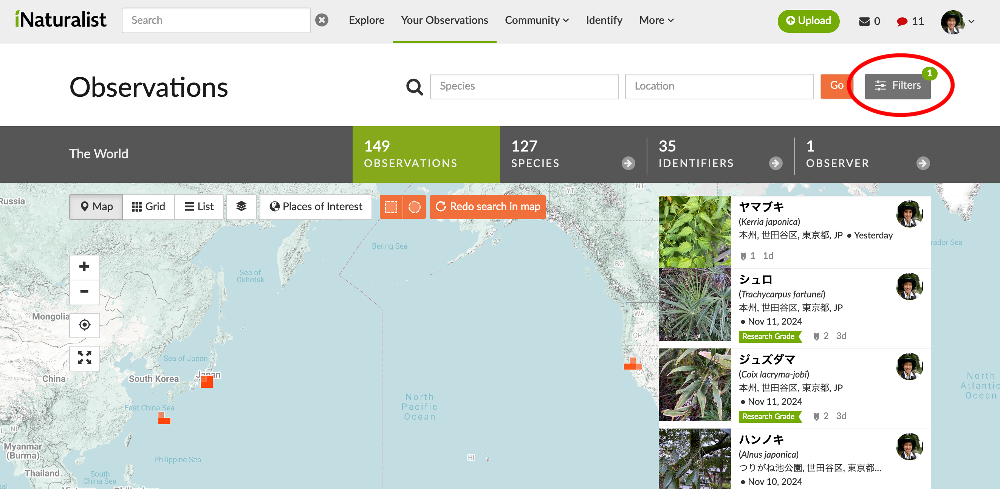 iNaturalist
Search
Explore
Your Observations
Community
Identify
More
Upload
0
11
Observations
Species
Location
Go
Filters
1
The World
149
OBSERVATIONS
127
SPECIES
35
IDENTIFIERS
1
OBSERVER
Map
Grid
List
Places of Interest
Redo search in map
Russia
Mongolia
China
South Korea
Japan
Sea of
Okhotsk
Bering Sea
Sea of Japan
East China Sea
Philippine Sea
South
China Sea
AR
NL
Myanmar
(Burma)
Thailand
North
Pacific
Ocean
HI
YT
NT
BC
WA
OR
NV
CA
rador Sea
North
Atlantic
Ocean
ヤマブキ
(Kerria japonica)
本州, 世田谷区, 東京都, JP • Yesterday
1 1d
シュロ
(Trachycarpus fortunei)
本州, 世田谷区, 東京都, JP
• Nov 11, 2024
Research Grade 2 3d
ジュズダマ
(Coix lacryma-jobi)
本州, 世田谷区, 東京都, JP
• Nov 11, 2024
Research Grade 2 3d
ハンノキ
(Alnus japonica)
つりがね池公園, 世田谷区, 東京都...
• Nov 10, 2024